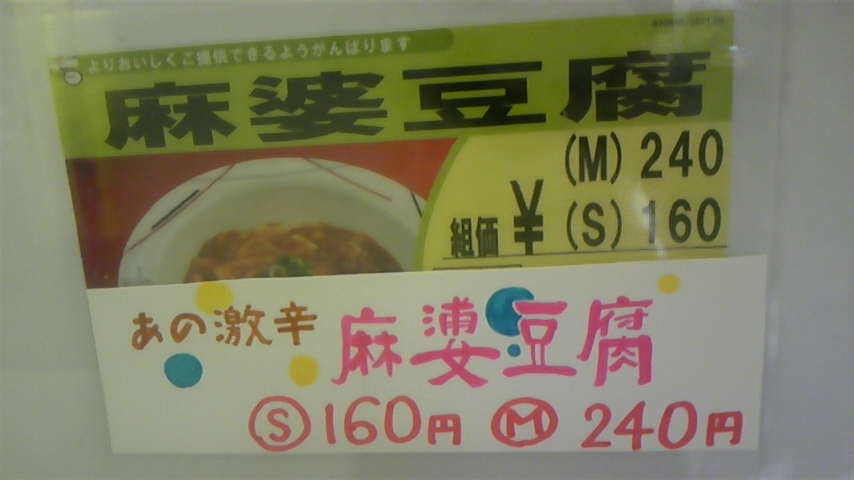 よりおいしくご提供できるようがんばります
麻婆豆腐
(M) 240
組価 ¥ (S) 160
あの激辛 麻婆豆腐
Ⓢ160円 Ⓜ240円